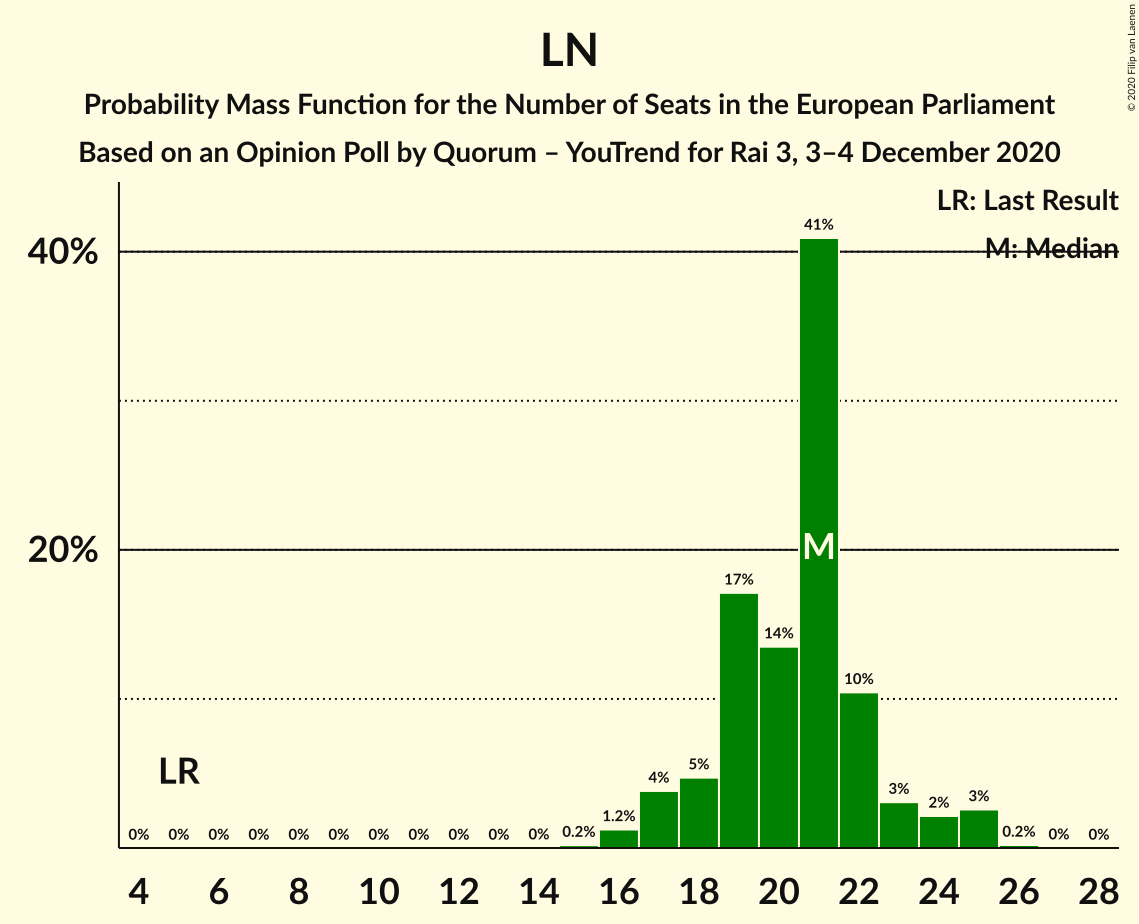 LN
Probability Mass Function for the Number of Seats in the European Parliament
Based on an Opinion Poll by Quorum – YouTrend for Rai 3, 3–4 December 2020
© 2020 Filip van Laenen
LR: Last Result
M: Median
40%
20%
41%
17%
14%
10%
4%
5%
3%
2%
3%
0% 0% 0% 0% 0% 0% 0% 0% 0% 0% 0% 0.2% 1.2% 0.2% 0% 0%
M
LR
4 6 8 10 12 14 16 18 20 22 24 26 28